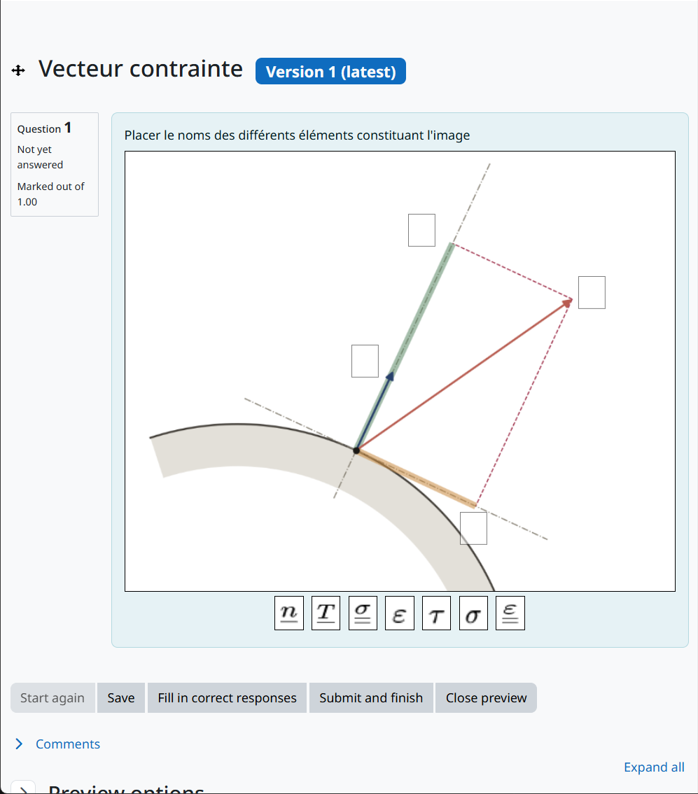 Vecteur contrainte Version 1 (latest)
Question 1
Not yet
answered
Marked out of
1.00
Placer le noms des différents éléments constituant l'image
n T σ ε τ σ ε
Start again Save Fill in correct responses Submit and finish Close preview
Comments
Expand all
Preview options